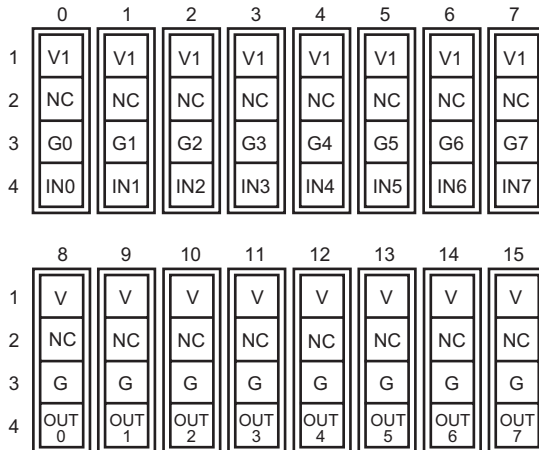 0 1 2 3 4 5 6 7
1 V1 V1 V1 V1 V1 V1 V1 V1
2 NC NC NC NC NC NC NC NC
3 G0 G1 G2 G3 G4 G5 G6 G7
4 IN0 IN1 IN2 IN3 IN4 IN5 IN6 IN7
8 9 10 11 12 13 14 15
1 V V V V V V V V
2 NC NC NC NC NC NC NC NC
3 G G G G G G G G
4 OUT OUT OUT OUT OUT OUT OUT OUT
0 1 2 3 4 5 6 7